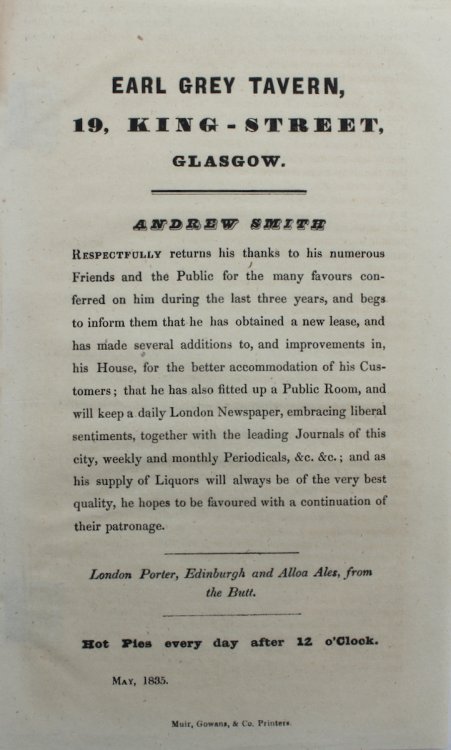 EARL GREY TAVERN,
19, KING-STREET,
GLASGOW.
ANDREW SMITH
RESPECTFULLY returns his thanks to his numerous
Friends and the Public for the many favours con-
ferred on him during the last three years, and begs
to inform them that he has obtained a new lease, and
has made several additions to, and improvements in,
his House, for the better accommodation of his Cus-
tomers; that he has also fitted up a Public Room, and
will keep a daily London Newspaper, embracing liberal
sentiments, together with the leading Journals of this
city, weekly and monthly Periodicals, &c. &c.; and as
his supply of Liquors will always be of the very best
quality, he hopes to be favoured with a continuation of
their patronage.
London Porter, Edinburgh and Alloa Ales, from
the Butt.
Hot Pies every day after 12 o'Clock.
MAY, 1835.
Muir, Gowans, & Co. Printers.